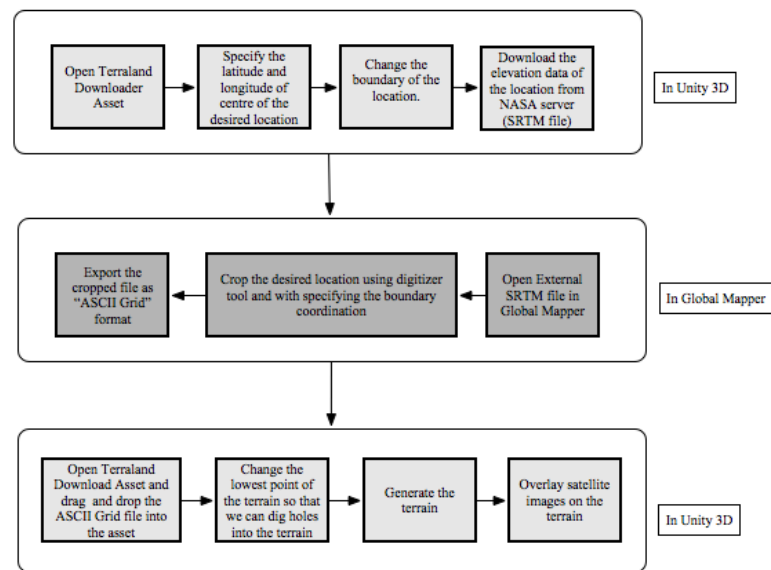 Open Terraland
Downloader
Asset
Specify the
latitude and
longitude of
centre of the
desired location
Change the
boundary of the
location.
Download the
elevation data of
the location from
NASA server
(SRTM file)
In Unity 3D
Export the
cropped file as
“ASCII Grid”
format
Crop the desired location using digitizer
tool and with specifying the boundary
coordination
Open External
SRTM file in
Global Mapper
In Global Mapper
Open Terraland
Download Asset and
drag and drop the
ASCII Grid file into
the asset
Change the
lowest point of
the terrain so that
we can dig holes
into the terrain
Generate the
terrain
Overlay satellite
images on the
terrain
In Unity 3D